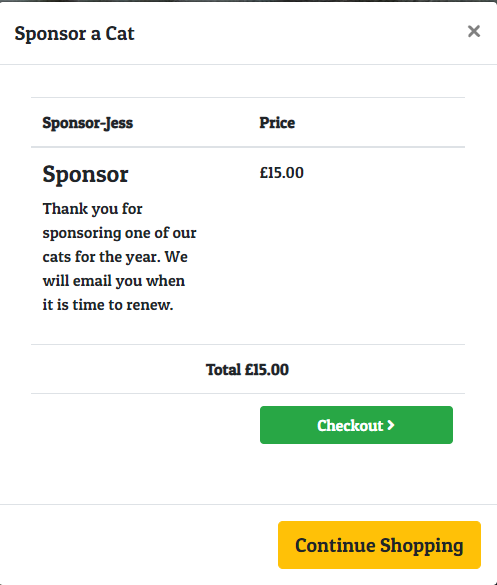 Sponsor a Cat ×
Sponsor-Jess Price
Sponsor £15.00
Thank you for
sponsoring one of our
cats for the year. We
will email you when
it is time to renew.
Total £15.00
Checkout >
Continue Shopping